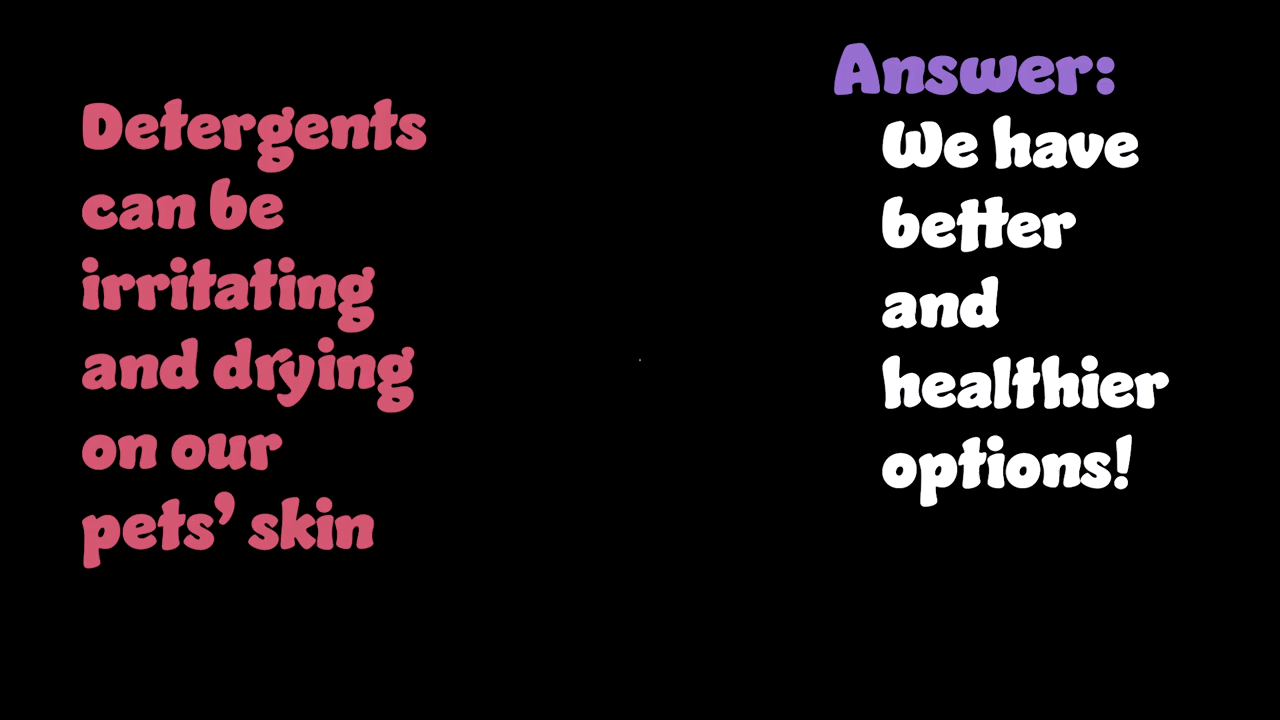 Detergents
can be
irritating
and drying
on our
pets’ skin
Answer:
We have
better
and
healthier
options!